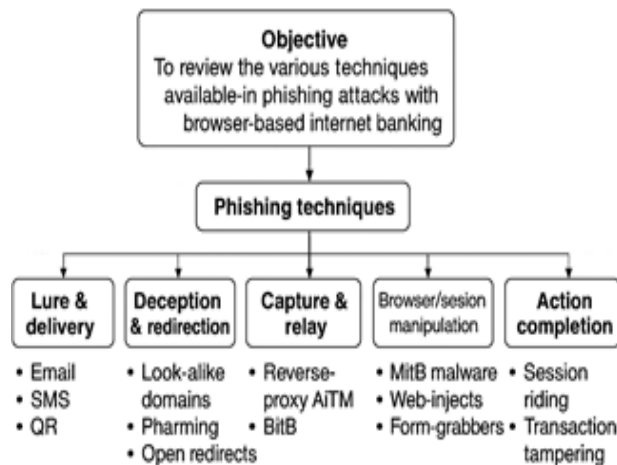 Objective
To review the various techniques
available-in phishing attacks with
browser-based internet banking
Phishing techniques
Lure &
delivery
• Email
• SMS
• QR
Deception
& redirection
• Look-alike
domains
• Pharming
• Open redirects
Capture &
relay
• Reverse-
proxy AiTM
• BitB
Browser/sesion
manipulation
• MitB malware
• Web-injects
• Form-grabbers
Action
completion
• Session
riding
• Transaction
tampering